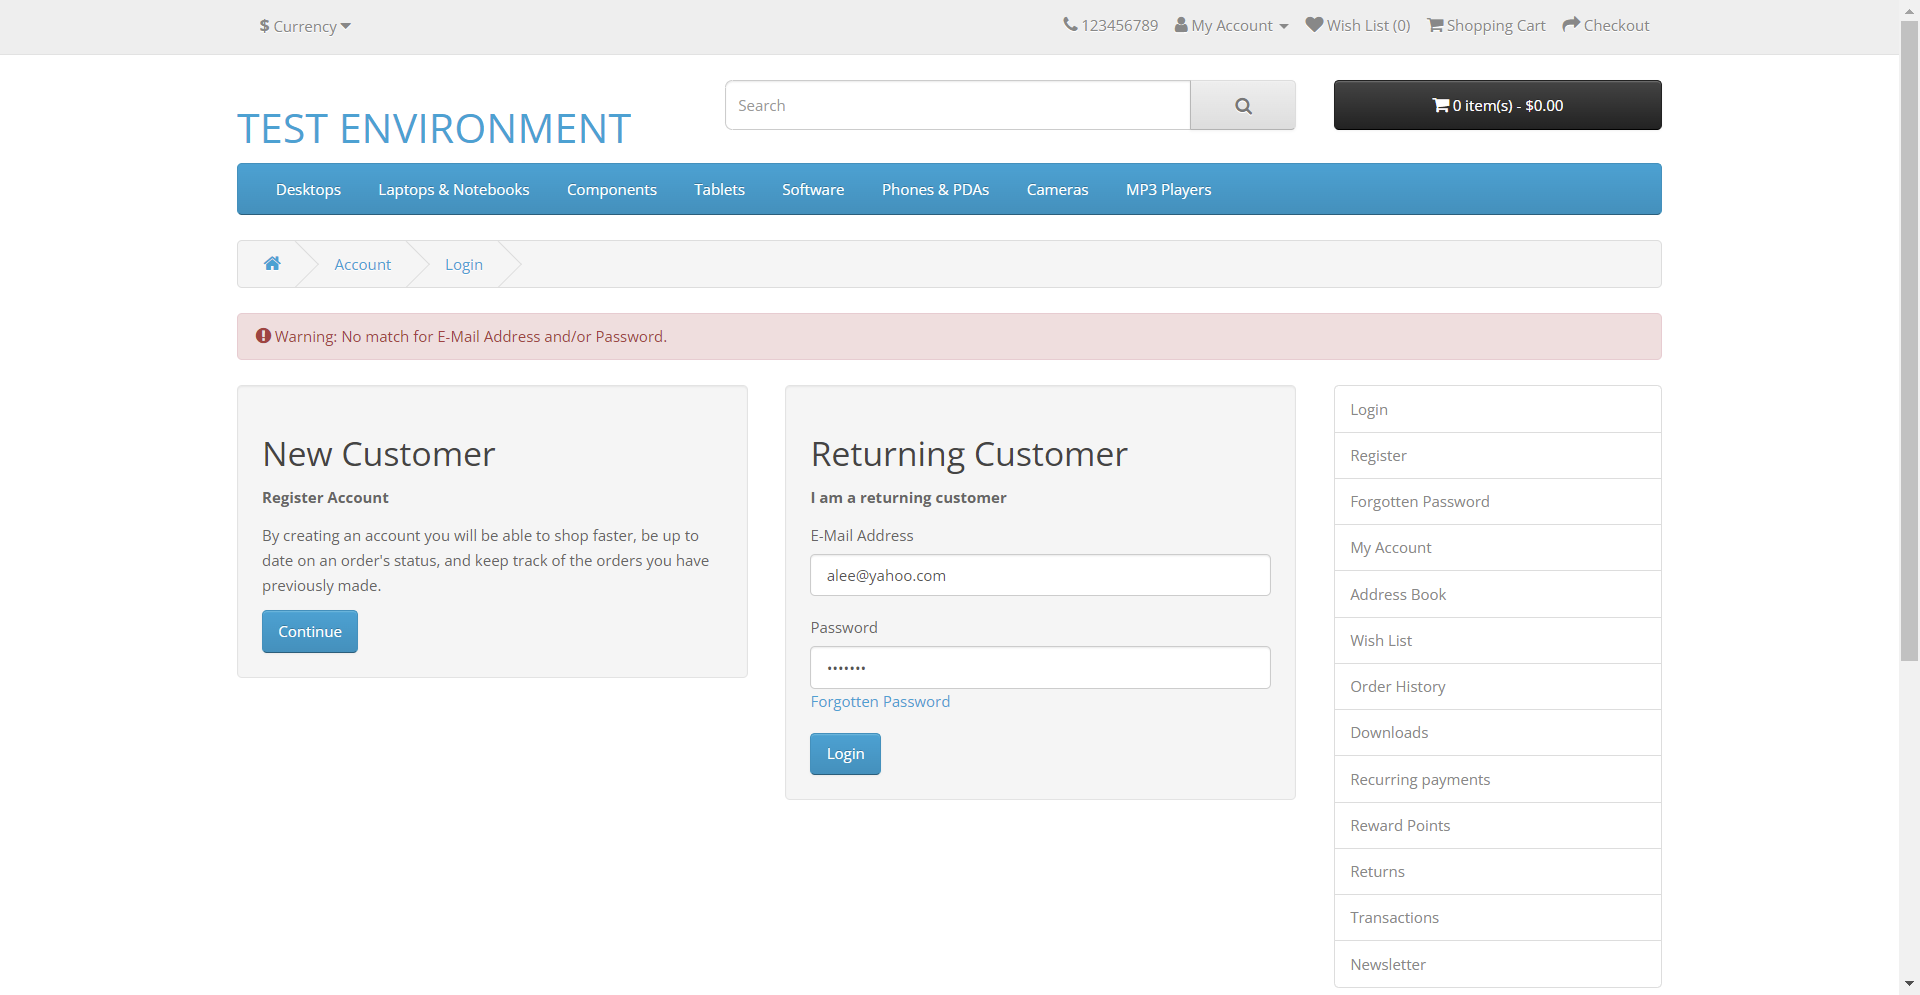 $ Currency
123456789 My Account Wish List (0) Shopping Cart Checkout
TEST ENVIRONMENT
Search
0 item(s) - $0.00
Desktops Laptops & Notebooks Components Tablets Software Phones & PDAs Cameras MP3 Players
Account Login
Warning: No match for E-Mail Address and/or Password.
New Customer
Register Account
By creating an account you will be able to shop faster, be up to
date on an order's status, and keep track of the orders you have
previously made.
Continue
Returning Customer
I am a returning customer
E-Mail Address
alee@yahoo.com
Password
•••••••
Forgotten Password
Login
Login
Register
Forgotten Password
My Account
Address Book
Wish List
Order History
Downloads
Recurring payments
Reward Points
Returns
Transactions
Newsletter